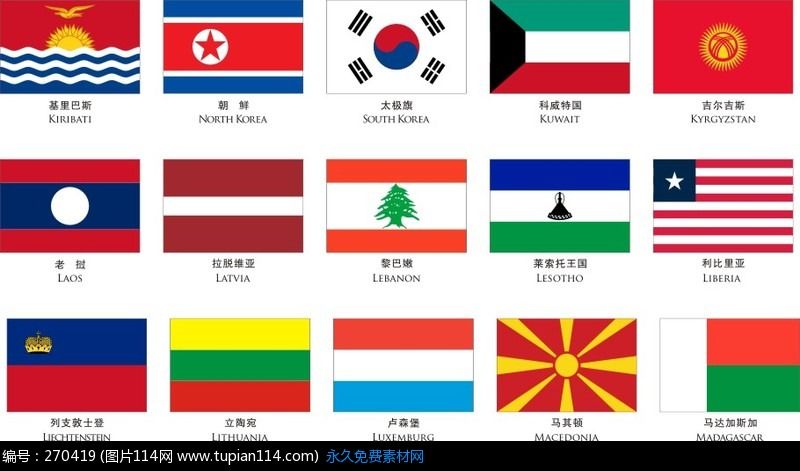 基里巴斯 朝 鲜 太极旗 科威特国 吉尔吉斯
KIRIBATI NORTH KOREA SOUTH KOREA KUWAIT KYRGYZSTAN
老 挝 拉脱维亚 黎巴嫩 莱索托王国 利比里亚
LAOS LATVIA LEBANON LESOTHO LIBERIA
列支敦士登 立陶宛 卢森堡 马其顿 马达加斯加
LIECHTENSTEIN LITHUANIA LUXEMBURG MACEDONIA MADAGASCAR
编号：270419 (图片114网 www.tupian114.com) 永久免费素材网